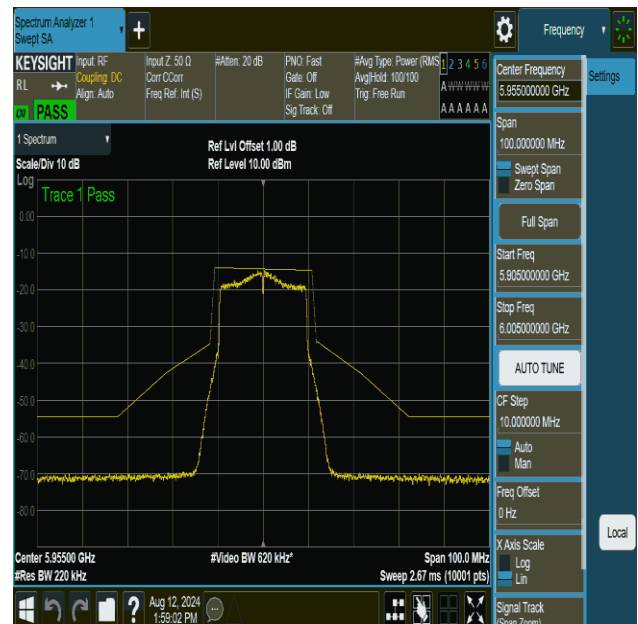 Spectrum Analyzer 1
Swept SA
Frequency
KEYSIGHT
RL
PASS
Input: RF
Coupling: DC
Align: Auto
Input Z: 50 Ω
Corr CCorr
Freq Ref: Int (S)
#Atten: 20 dB
PNO: Fast
Gate: Off
IF Gain: Low
Sig Track: Off
#Avg Type: Power (RMS
Avg|Hold: 100/100
Trig: Free Run
1 2 3 4 5 6
A W W W W W
A A A A A A
1 Spectrum
Scale/Div 10 dB
Ref Lvl Offset 1.00 dB
Ref Level 10.00 dBm
Log
Trace 1 Pass
0.00
-10.0
-20.0
-30.0
-40.0
-50.0
-60.0
-70.0
-80.0
Center 5.95500 GHz
#Res BW 220 kHz
#Video BW 620 kHz*
Span 100.0 MHz
Sweep 2.67 ms (10001 pts)
Center Frequency
5.955000000 GHz
Settings
Span
100.000000 MHz
Swept Span
Zero Span
Full Span
Start Freq
5.905000000 GHz
Stop Freq
6.005000000 GHz
AUTO TUNE
CF Step
10.000000 MHz
Auto
Man
Freq Offset
0 Hz
X Axis Scale
Log
Lin
Local
Signal Track
(Span Zoom)
?
Aug 12, 2024
1:59:02 PM